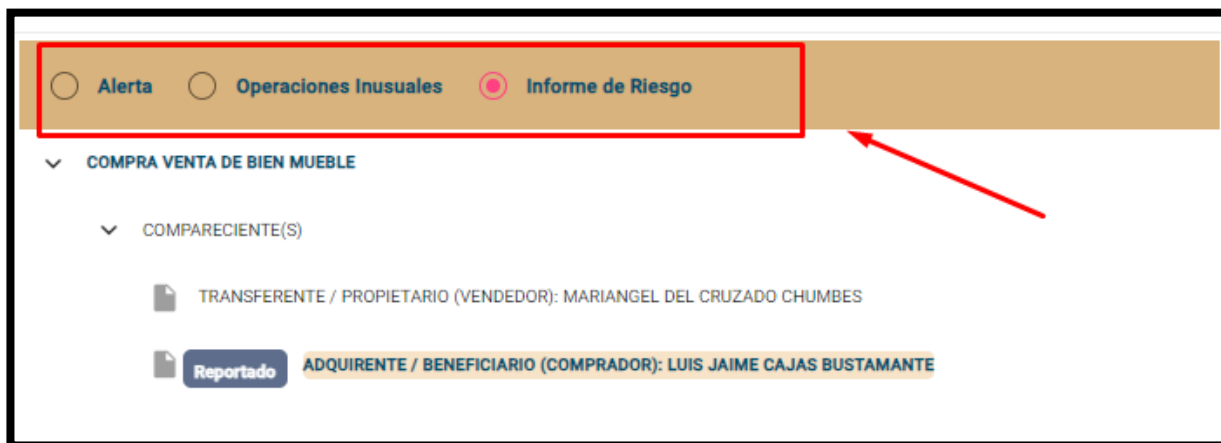 Alerta Operaciones Inusuales Informe de Riesgo
COMPRA VENTA DE BIEN MUEBLE
COMPARECIENTE(S)
TRANSFERENTE / PROPIETARIO (VENDEDOR): MARIANGEL DEL CRUZADO CHUMBES
Reportado ADQUIRENTE / BENEFICIARIO (COMPRADOR): LUIS JAIME CAJAS BUSTAMANTE